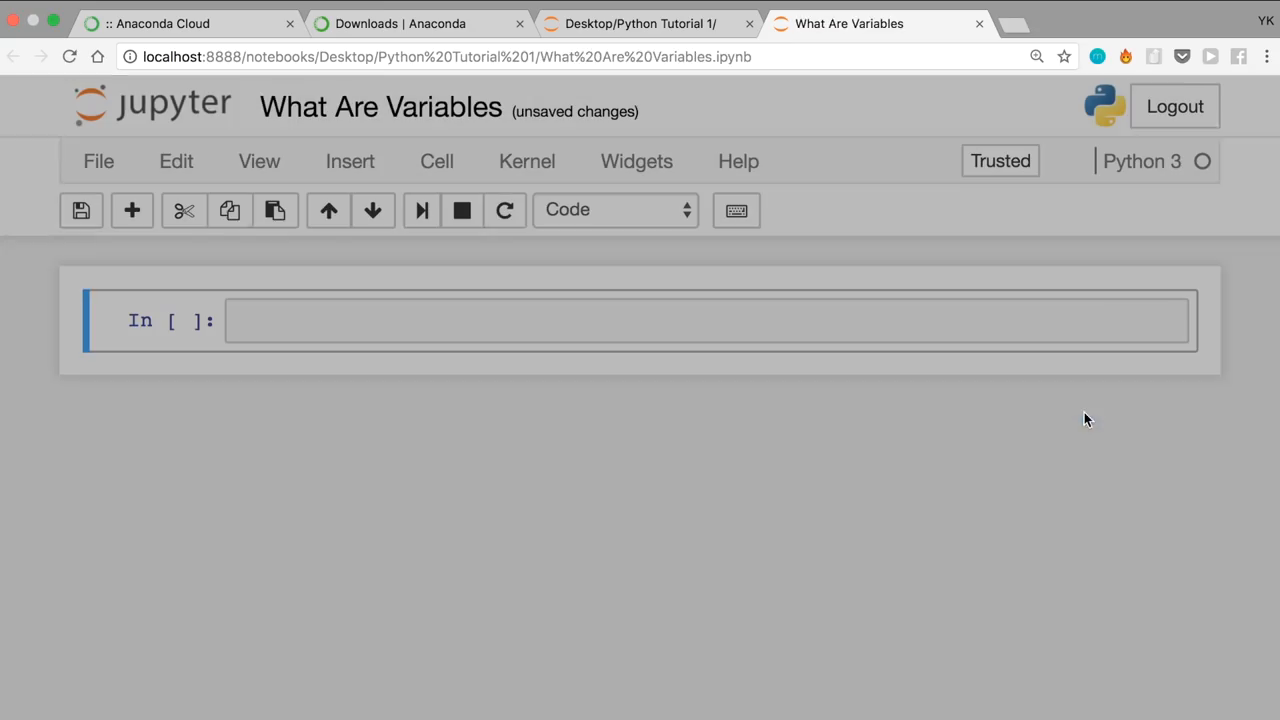 :: Anaconda Cloud
Downloads | Anaconda
Desktop/Python Tutorial 1/
What Are Variables
YK
localhost:8888/notebooks/Desktop/Python%20Tutorial%201/What%20Are%20Variables.ipynb
jupyter What Are Variables (unsaved changes)
Logout
File Edit View Insert Cell Kernel Widgets Help Trusted Python 3
Code
In [ ]: